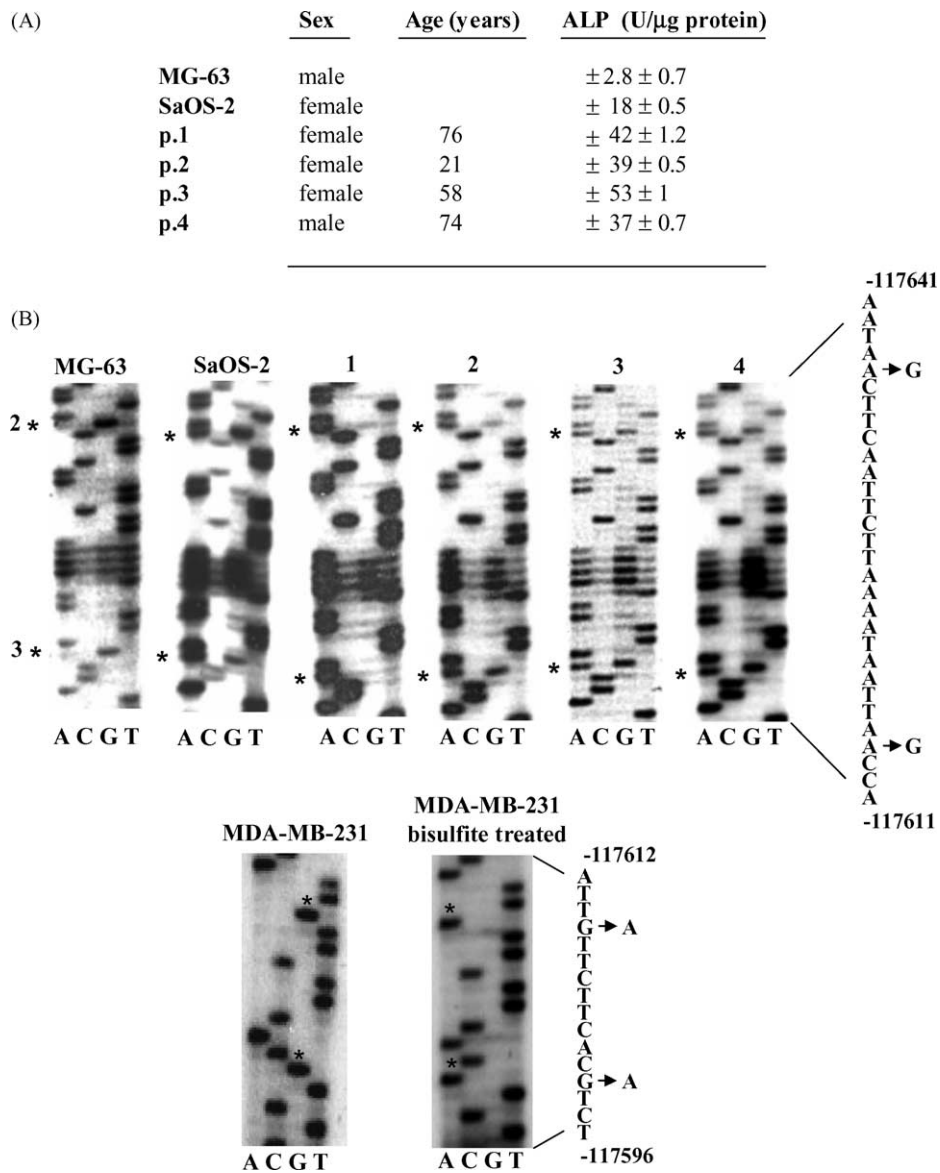 (A)
Sex Age (years) ALP (U/μg protein)
MG-63 male ±2.8 ± 0.7
SaOS-2 female ± 18 ± 0.5
p.1 female 76 ± 42 ± 1.2
p.2 female 21 ± 39 ± 0.5
p.3 female 58 ± 53 ± 1
p.4 male 74 ± 37 ± 0.7
(B)
MG-63 SaOS-2 1 2 3 4
2 * * * * * *
3 * * * * * *
A C G T A C G T A C G T A C G T A C G T A C G T
-117641
A A T A A→G C T T C A A T T C T T A A A A T A A T T A A→G C C A
-117611
MDA-MB-231
MDA-MB-231
bisulfite treated
* *
* *
A C G T A C G T
-117612
A T T G→A T T C T T C A C G→A T C T
-117596